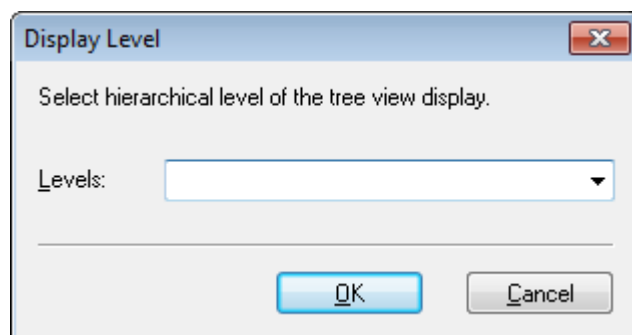 Display Level
Select hierarchical level of the tree view display.
Levels:
OK Cancel